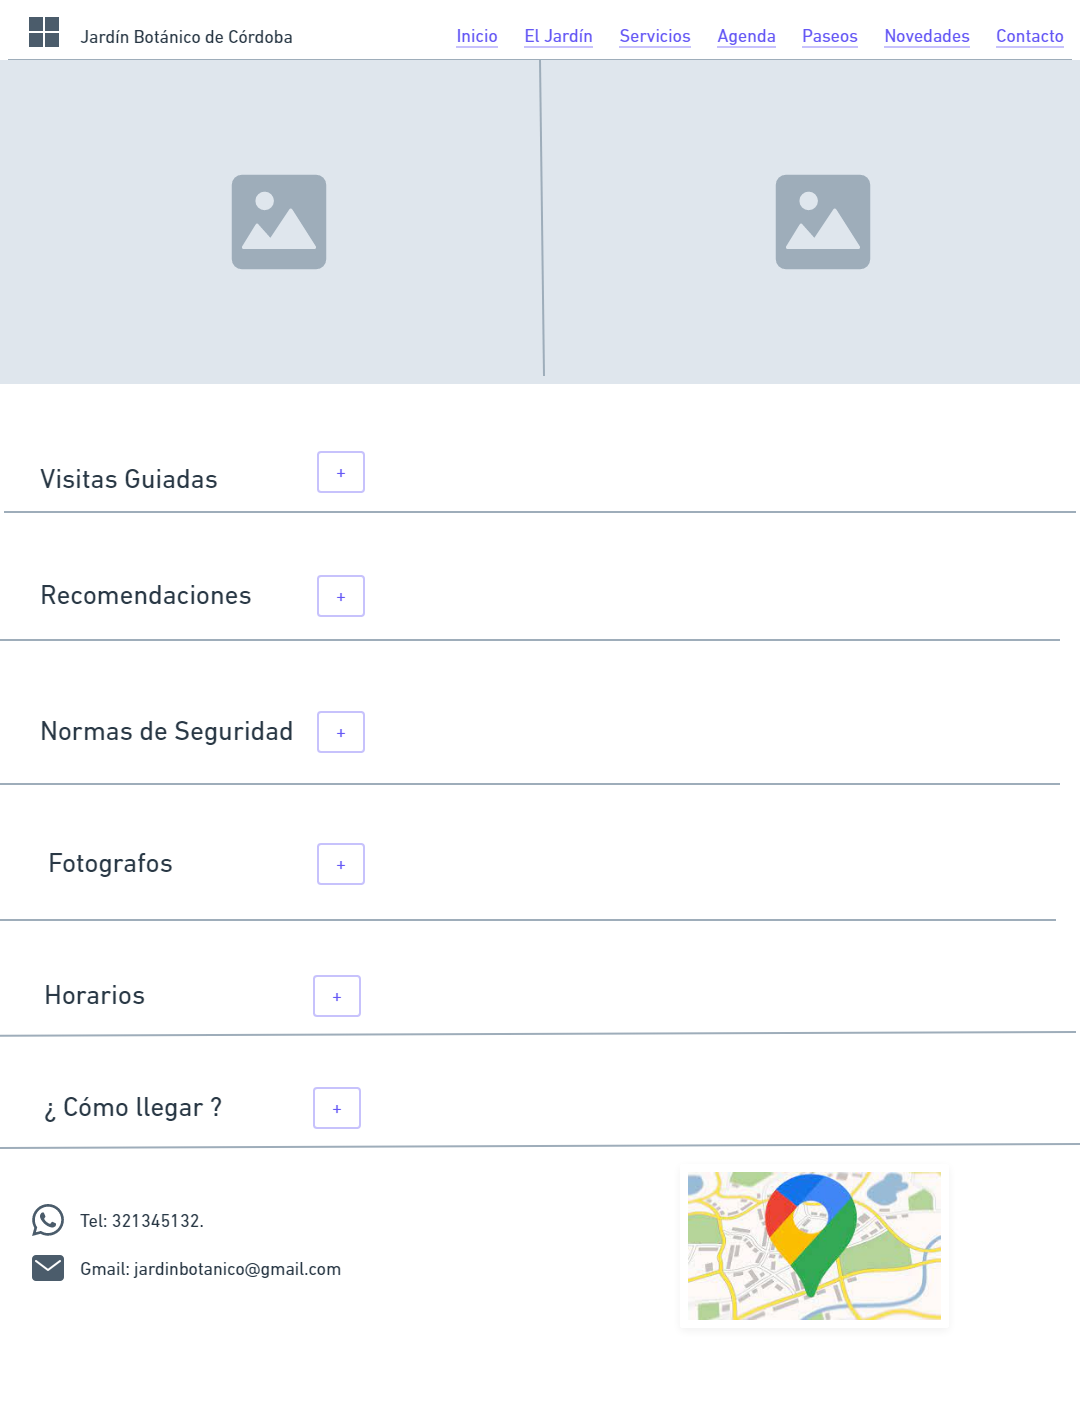 Jardín Botánico de Córdoba
Inicio El Jardín Servicios Agenda Paseos Novedades Contacto
Visitas Guiadas +
Recomendaciones +
Normas de Seguridad +
Fotografos +
Horarios +
¿ Cómo llegar ? +
Tel: 321345132.
Gmail: jardinbotanico@gmail.com